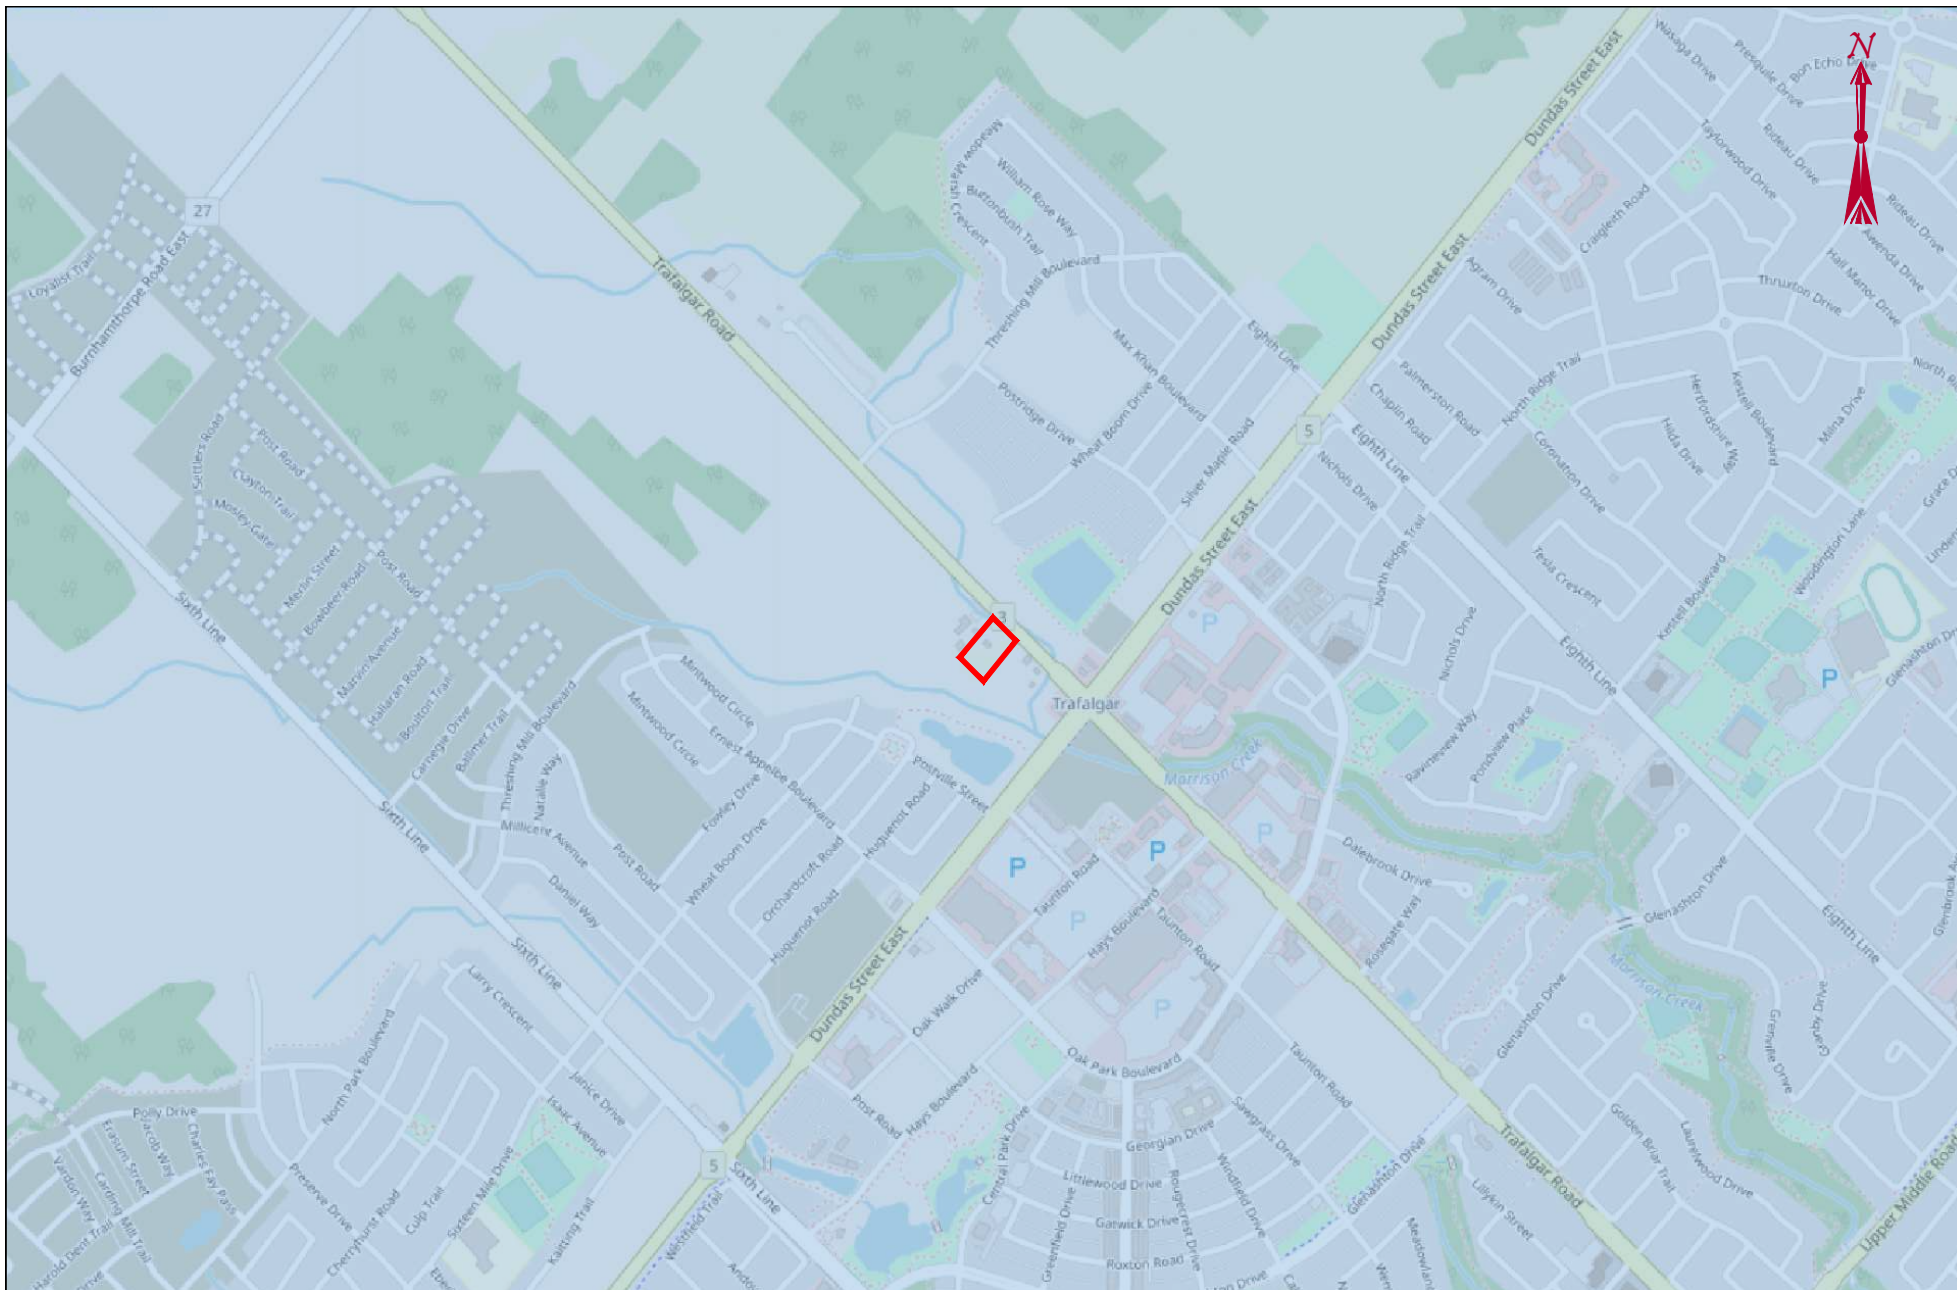 N
Wasaga Drive
Presquile Drive
Bon Echo Drive
Dundas Street East
Taylorwood Drive
Rideau Drive
Rideau Drive
Awenda Drive
Hall Manor Drive
Craigleith Road
Thruxton Drive
Agram Drive
Dundas Street East
27
Loyalist Trail
Burnhamthorpe Road East
Trafalgar Road
Meadow Marsh Crescent
William Rose Way
Buttonbush Trail
Threshing Mill Boulevard
Max Khan Boulevard
Eighth Line
Postridge Drive
Wheat Boom Drive
Silver Maple Road
5
Palmerston Road
Chaplin Road
North Ridge Trail
Eighth Line
Nichols Drive
Coronation Drive
Hertfordshire Way
Hilda Drive
Kestell Boulevard
Milna Drive
Settlers Road
Post Road
Clayton Trail
Mosley Gate
Merlin Street
Bowbeer Road
Post Road
Sixth Line
Marvin Avenue
Hallaran Road
Boulton Trail
Carnegie Drive
Ballmer Trail
Threshing Mill Boulevard
Natalie Way
Millicent Avenue
Daniel Way
Post Road
Sixth Line
Mintwood Circle
Mintwood Circle
Ernest Appelbe Boulevard
Fowley Drive
Wheat Boom Drive
Orchardcroft Road
Huguenot Road
Huguenot Road
Postville Street
3
Dundas Street East
P
Trafalgar
Morrison Creek
North Ridge Trail
Nichols Drive
Tesla Crescent
Eighth Line
Kestell Boulevard
Woodington Lane
P
Ravineview Way
Pondview Place
P
P
P
P
P
Taunton Road
Hays Boulevard
Taunton Road
Dalebrook Drive
Rosegate Way
Glenashton Drive
Glenashton Drive
Eighth Line
Morrison Creek
Grenville Drive
Sixth Line
Larry Crescent
North Park Boulevard
Janice Drive
Isaac Avenue
Dundas Street East
Oak Walk Drive
Oak Park Boulevard
Post Road
Hays Boulevard
Central Park Drive
Georgian Drive
Sawgrass Drive
Taunton Road
Littlewood Drive
Gatwick Drive
Roxton Road
Greenfield Drive
Rougecrest Drive
Windfield Drive
Glenashton Drive
Trafalgar Road
Golden Briar Trail
Laurelwood Drive
Lillykin Street
5
Sixth Line
Westfield Trail
Polly Drive
Erasum Street
Jacob Way
Charles Fay Pass
Vardon Way
Carding Mill Trail
Harold Dent Trail
Preserve Drive
Cherryhurst Road
Culp Trail
Sixteen Mile Drive
Kaitting Trail